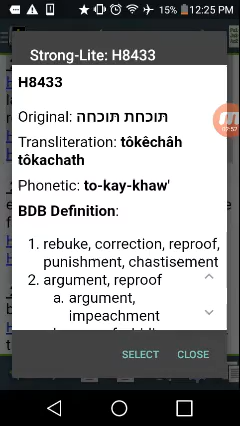 15% 12:25 PM
Strong-Lite: H8433
H8433
Original: תּוכחת תּוכחה
Transliteration: tôkêchâh
tôkachath
Phonetic: to-kay-khaw'
BDB Definition:
1. rebuke, correction, reproof,
punishment, chastisement
2. argument, reproof
a. argument,
impeachment
SELECT CLOSE